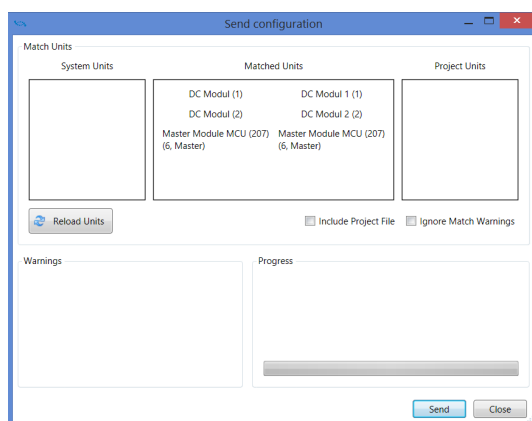 Send configuration
Match Units
System Units
Matched Units
Project Units
DC Modul (1) DC Modul 1 (1)
DC Modul (2) DC Modul 2 (2)
Master Module MCU (207) Master Module MCU (207)
(6, Master) (6, Master)
Reload Units
Include Project File
Ignore Match Warnings
Warnings
Progress
Send
Close